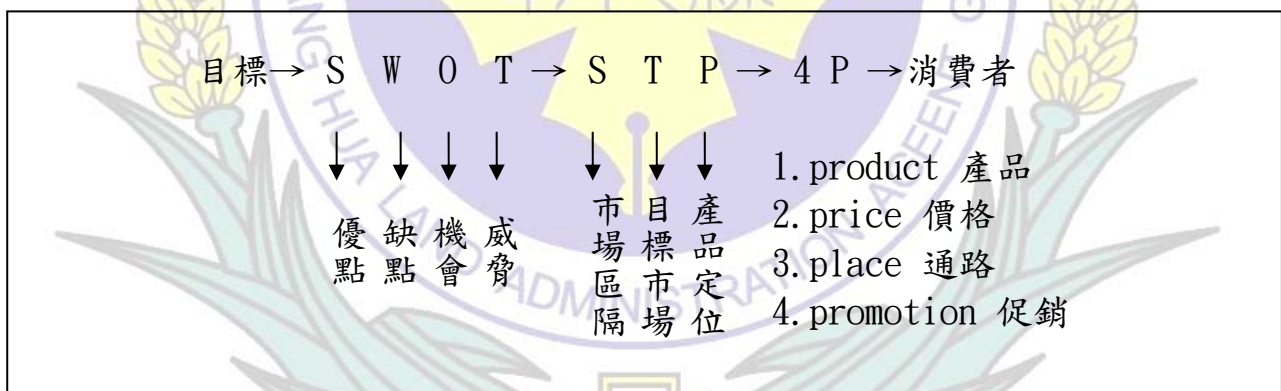 目標→ S W O T → S T P → 4 P →消費者
↓ ↓ ↓ ↓ ↓ ↓ ↓
優點
缺點
機會
威脅
市場區隔
目標市場
產品定位
1.product 產品
2.price 價格
3.place 通路
4.promotion 促銷